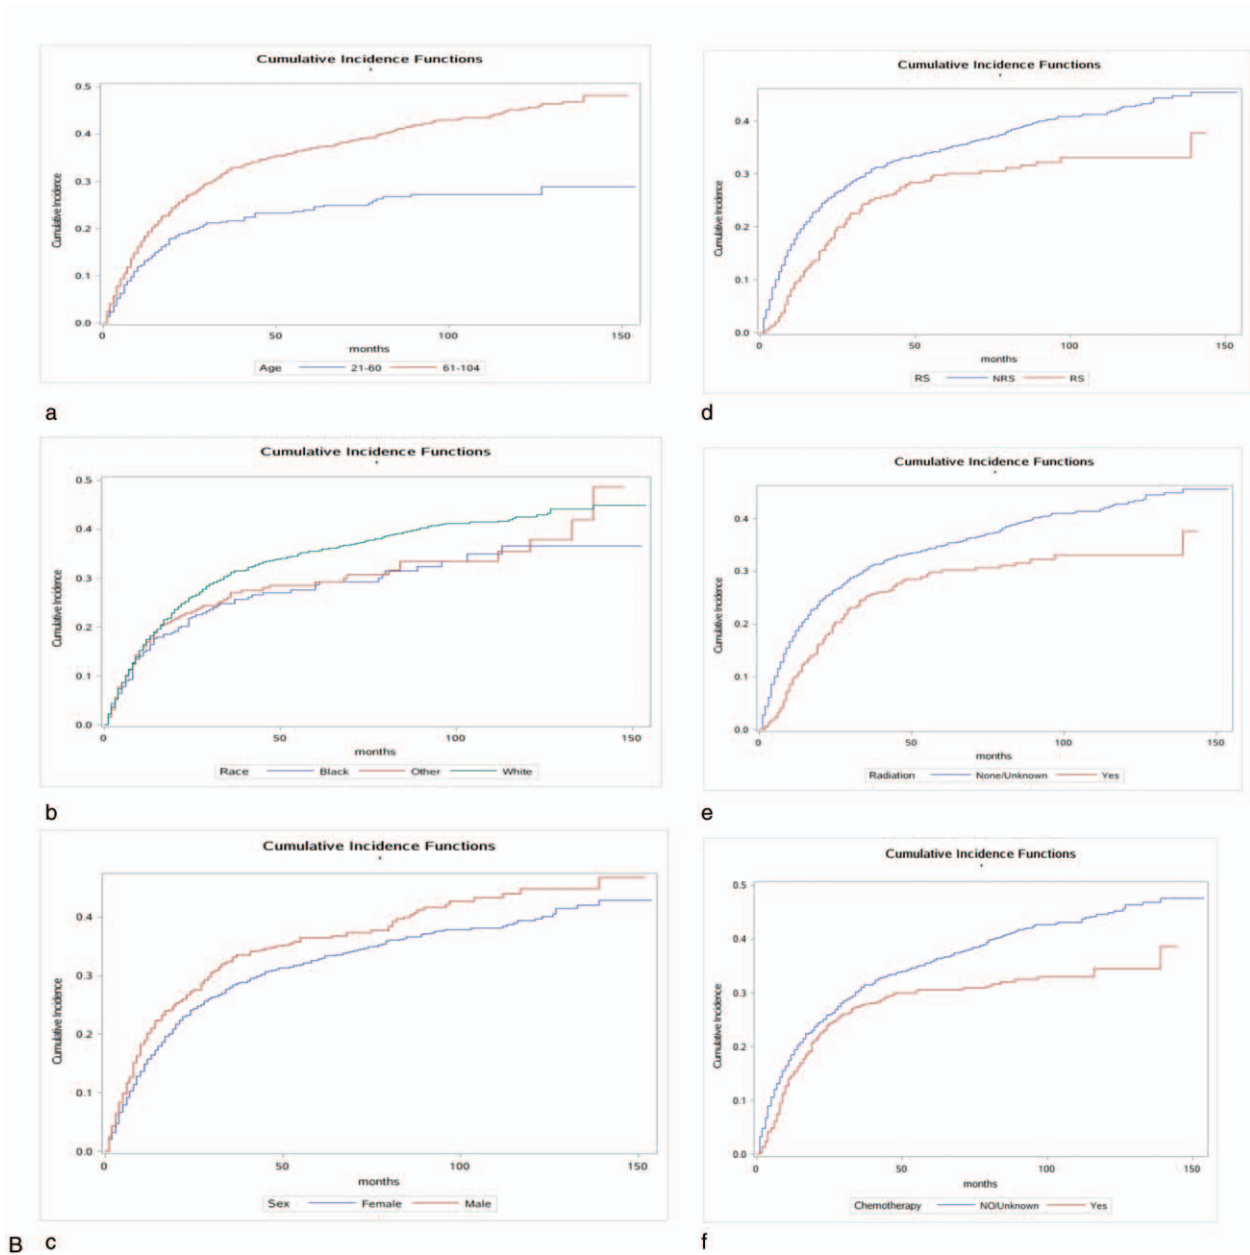 Cumulative Incidence Functions
Cumulative Incidence
0.5
0.4
0.3
0.2
0.1
0.0
0 50 100 150
months
Age 21-60 61-104
a
Cumulative Incidence Functions
Cumulative Incidence
0.5
0.4
0.3
0.2
0.1
0.0
0 50 100 150
months
Race Black Other White
b
Cumulative Incidence Functions
Cumulative Incidence
0.4
0.3
0.2
0.1
0.0
0 50 100 150
months
Sex Female Male
B c
Cumulative Incidence Functions
Cumulative Incidence
0.4
0.3
0.2
0.1
0.0
0 50 100 150
months
RS NRS RS
d
Cumulative Incidence Functions
Cumulative Incidence
0.4
0.3
0.2
0.1
0.0
0 50 100 150
months
Radiation None/Unknown Yes
e
Cumulative Incidence Functions
Cumulative Incidence
0.5
0.4
0.3
0.2
0.1
0.0
0 50 100 150
months
Chemotherapy NO/Unknown Yes
f